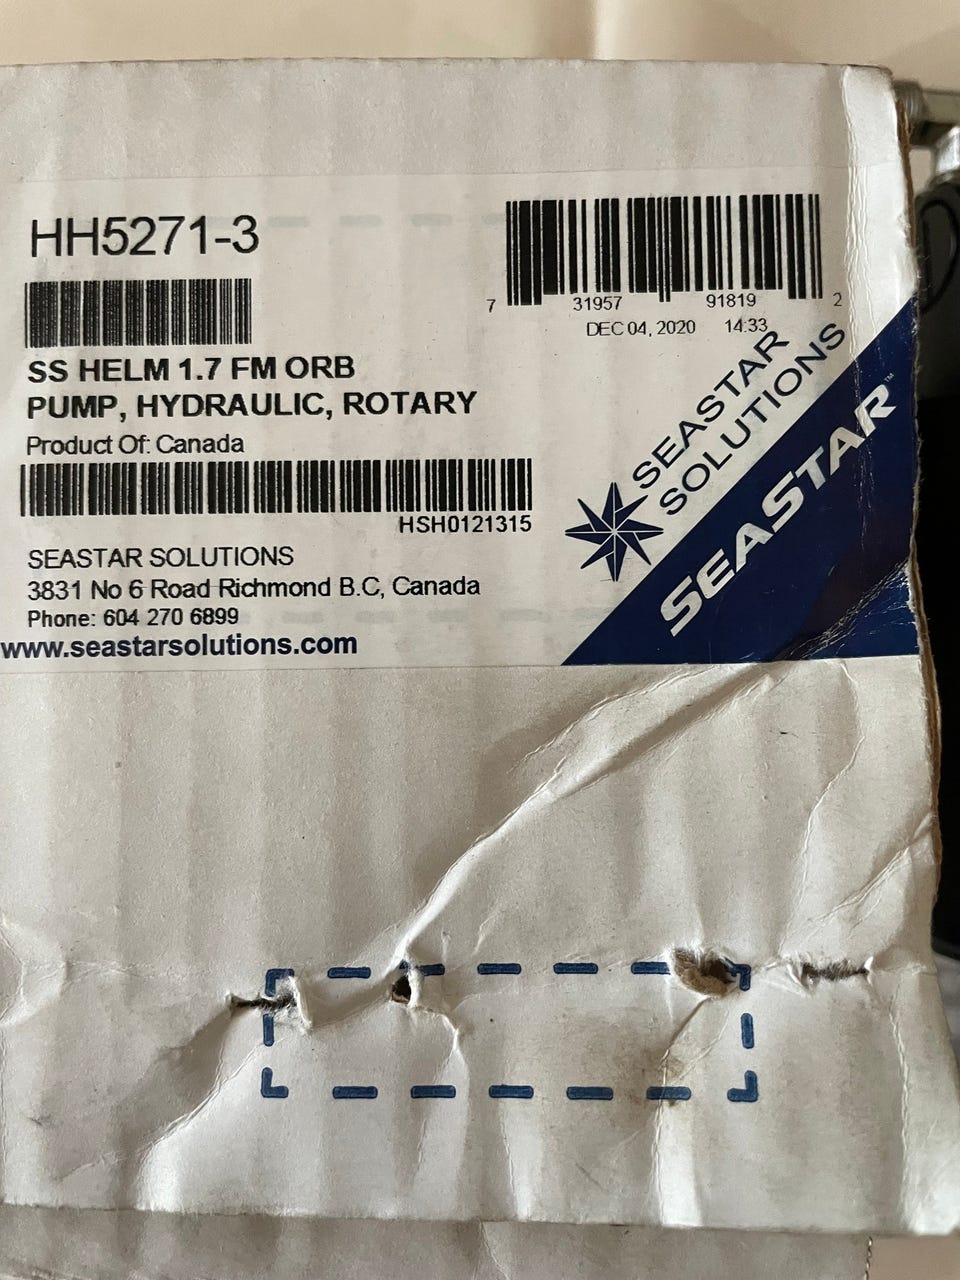 HH5271-3
7 31957 91819 2
DEC 04, 2020 14:33
SS HELM 1.7 FM ORB
PUMP, HYDRAULIC, ROTARY
Product Of: Canada
HSH0121315
SEASTAR SOLUTIONS
3831 No 6 Road Richmond B.C, Canada
Phone: 604 270 6899
www.seastarsolutions.com
SEASTAR
SOLUTIONS
SEASTAR™